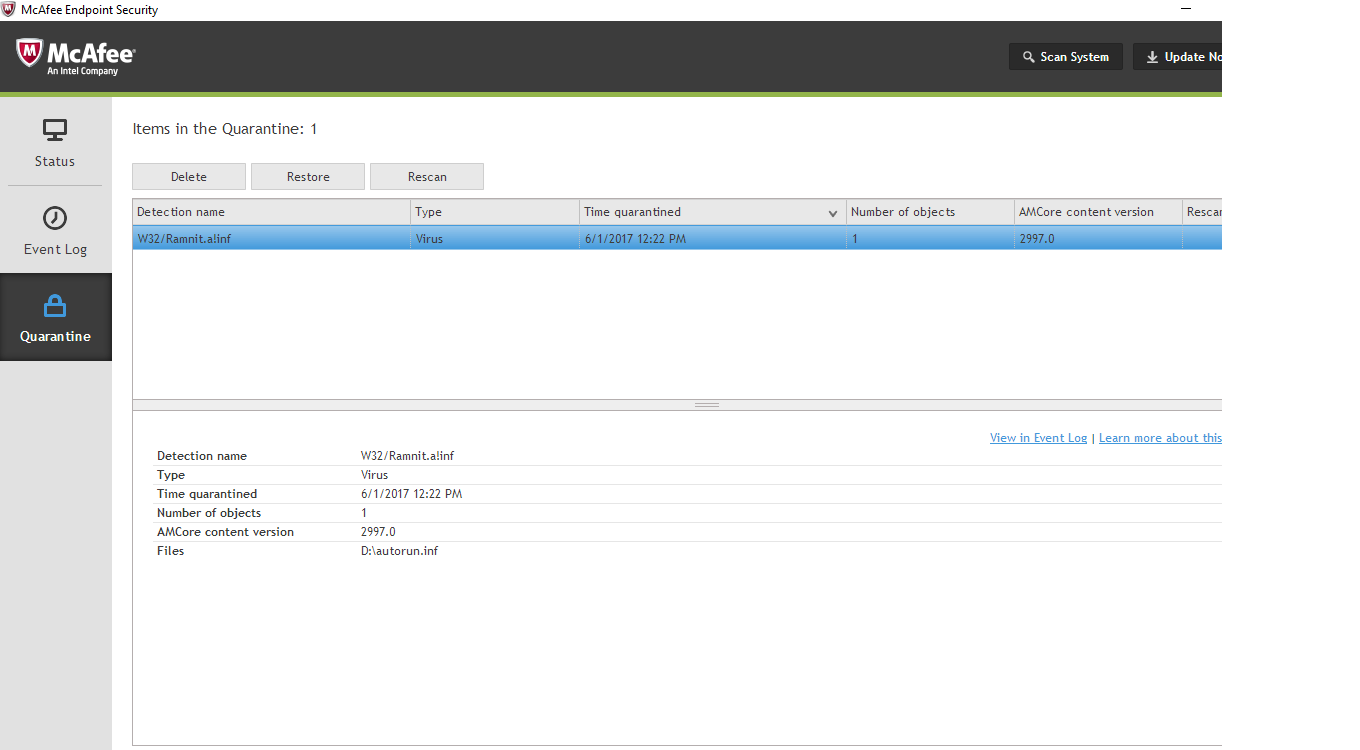 McAfee Endpoint Security
McAfee
An Intel Company
Scan System
Update No
Status
Event Log
Quarantine
Items in the Quarantine: 1
Delete Restore Rescan
Detection name Type Time quarantined Number of objects AMCore content version Rescan
W32/Ramnit.a!inf Virus 6/1/2017 12:22 PM 1 2997.0
View in Event Log | Learn more about this
Detection name W32/Ramnit.a!inf
Type Virus
Time quarantined 6/1/2017 12:22 PM
Number of objects 1
AMCore content version 2997.0
Files D:\autorun.inf